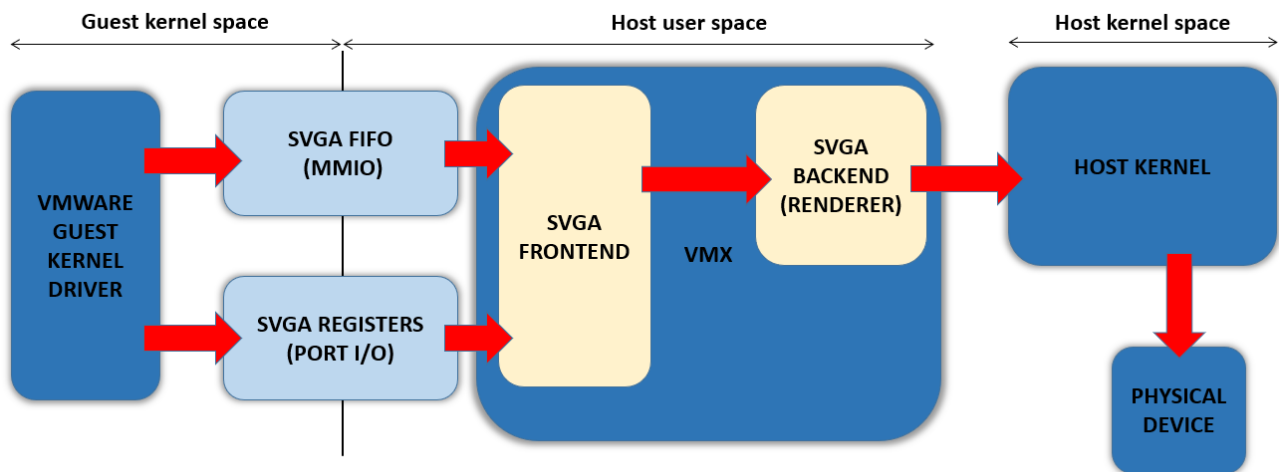 Guest kernel space
Host user space
Host kernel space
VMWARE
GUEST
KERNEL
DRIVER
SVGA FIFO
(MMIO)
SVGA REGISTERS
(PORT I/O)
SVGA
FRONTEND
VMX
SVGA
BACKEND
(RENDERER)
HOST KERNEL
PHYSICAL
DEVICE